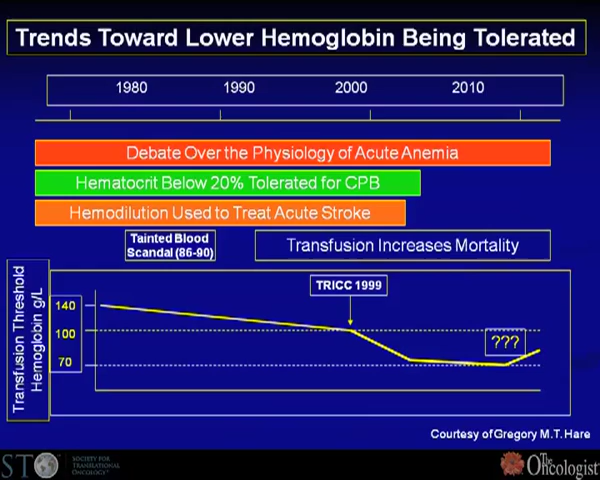 Trends Toward Lower Hemoglobin Being Tolerated
1980 1990 2000 2010
Debate Over the Physiology of Acute Anemia
Hematocrit Below 20% Tolerated for CPB
Hemodilution Used to Treat Acute Stroke
Tainted Blood
Scandal (86-90)
Transfusion Increases Mortality
TRICC 1999
Transfusion Threshold
Hemoglobin g/L
140
100
70
???
Courtesy of Gregory M.T. Hare
STO
SOCIETY FOR
TRANSLATIONAL
ONCOLOGY
The
Oncologist